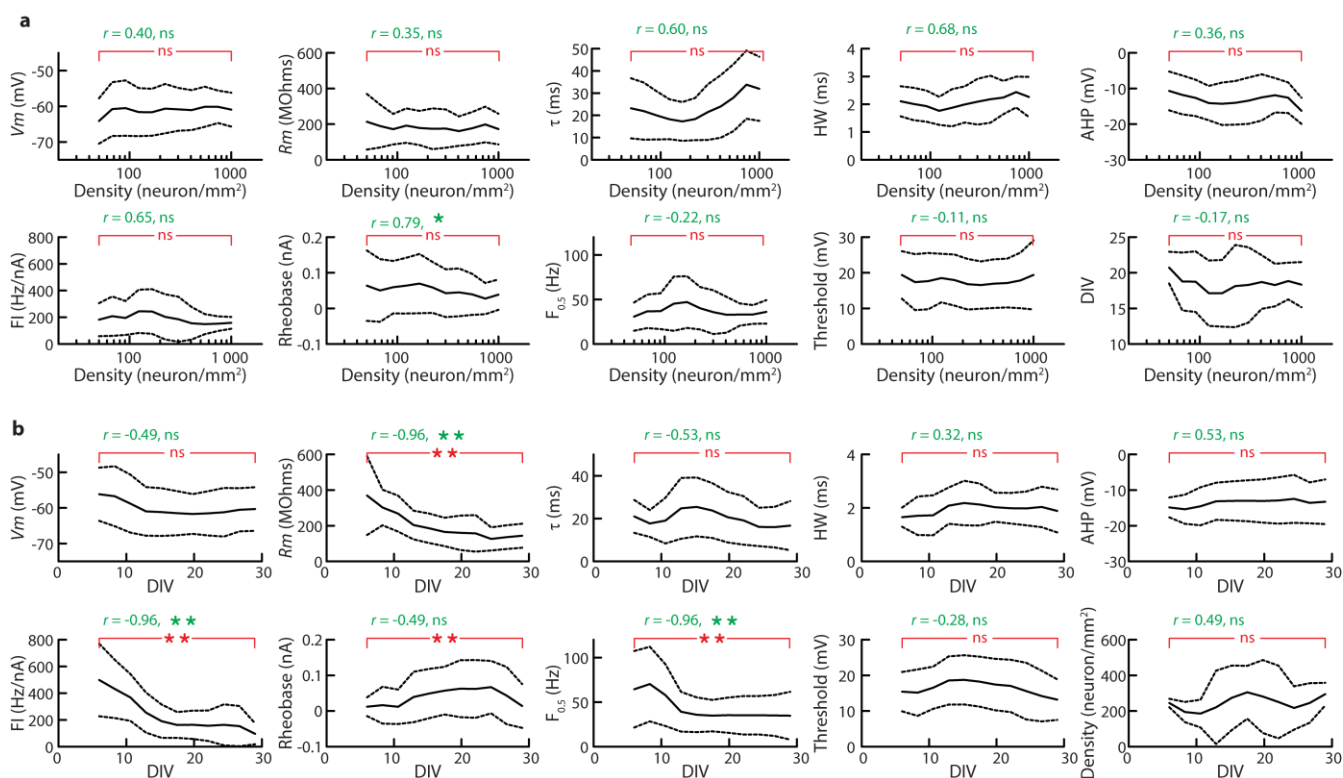 a
r = 0.40, ns
r = 0.35, ns
r = 0.60, ns
r = 0.68, ns
r = 0.36, ns
ns
ns
ns
ns
ns
Vm (mV)
-50
-60
-70
100
1000
Density (neuron/mm²)
Rm (MOhms)
600
400
200
0
100
1000
Density (neuron/mm²)
τ (ms)
50
40
30
20
10
0
100
1000
Density (neuron/mm²)
HW (ms)
4
3
2
1
0
100
1000
Density (neuron/mm²)
AHP (mV)
0
-10
-20
-30
100
1000
Density (neuron/mm²)
r = 0.65, ns
r = 0.79, *
r = -0.22, ns
r = -0.11, ns
r = -0.17, ns
ns
ns
ns
ns
ns
FI (Hz/nA)
800
600
400
200
0
100
1000
Density (neuron/mm²)
Rheobase (nA)
0.2
0.1
0
-0.1
100
1000
Density (neuron/mm²)
F0.5 (Hz)
100
50
0
100
1000
Density (neuron/mm²)
Threshold (mV)
30
20
10
0
100
1000
Density (neuron/mm²)
DIV
25
20
15
10
100
1000
Density (neuron/mm²)
b
r = -0.49, ns
r = -0.96, **
r = -0.53, ns
r = 0.32, ns
r = 0.53, ns
ns
**
ns
ns
ns
Vm (mV)
-50
-60
-70
0
10
20
30
DIV
Rm (MOhms)
600
400
200
0
0
10
20
30
DIV
τ (ms)
40
20
0
0
10
20
30
DIV
HW (ms)
4
2
0
0
10
20
30
DIV
AHP (mV)
0
-10
-20
-30
0
10
20
30
DIV
r = -0.96, **
r = -0.49, ns
r = -0.96, **
r = -0.28, ns
r = 0.49, ns
**
**
**
ns
ns
FI (Hz/nA)
800
600
400
200
0
0
10
20
30
DIV
Rheobase (nA)
0.2
0.1
0
-0.1
0
10
20
30
DIV
F0.5 (Hz)
100
50
0
0
10
20
30
DIV
Threshold (mV)
30
20
10
0
0
10
20
30
DIV
Density (neuron/mm²)
600
400
200
0
0
10
20
30
DIV